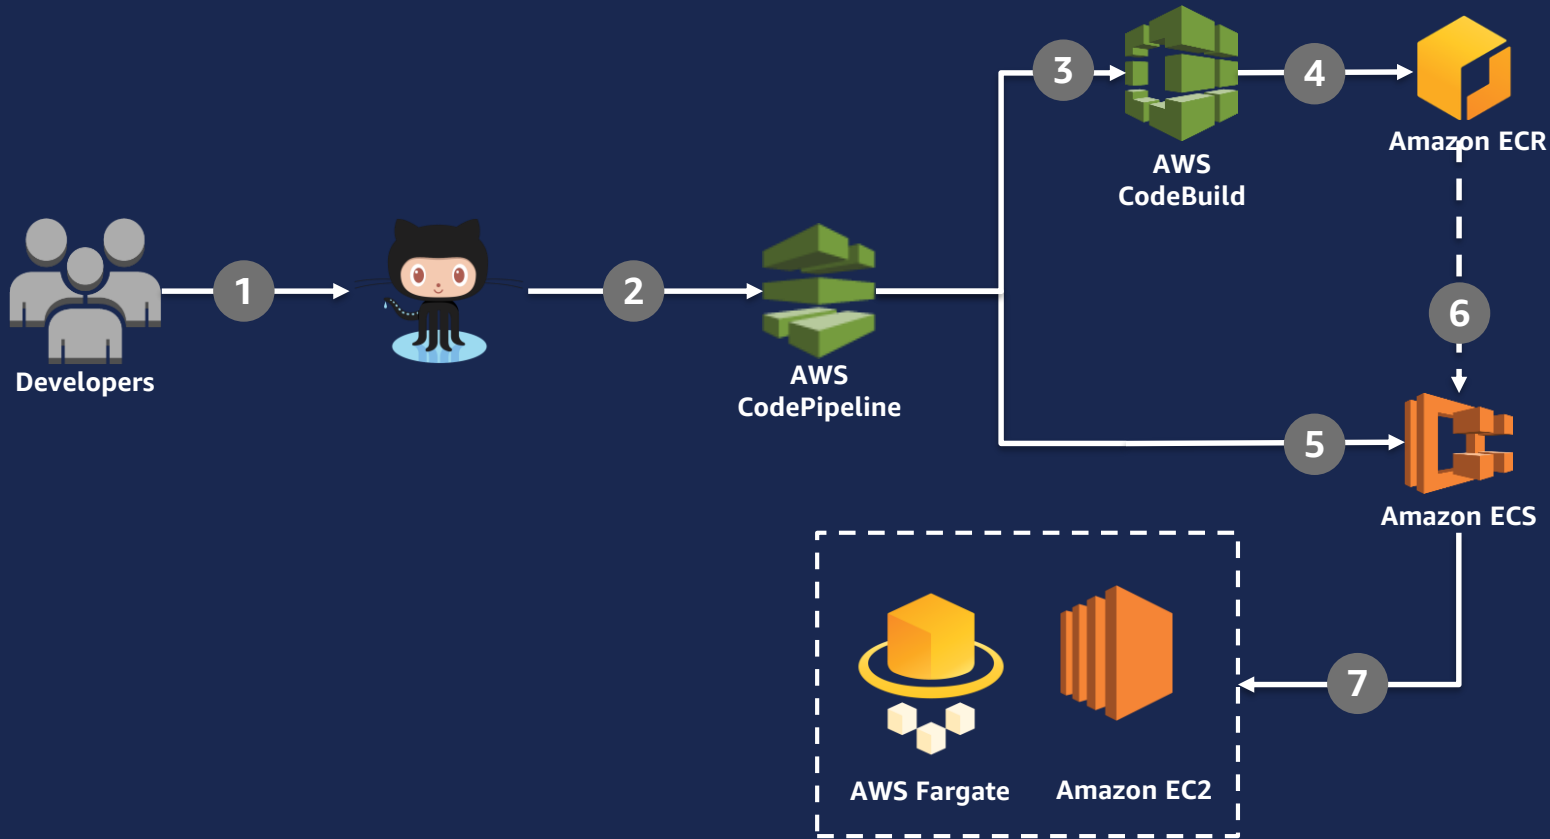 3
4
Amazon ECR
AWS
CodeBuild
1
2
6
Developers
AWS
CodePipeline
5
Amazon ECS
7
AWS Fargate
Amazon EC2